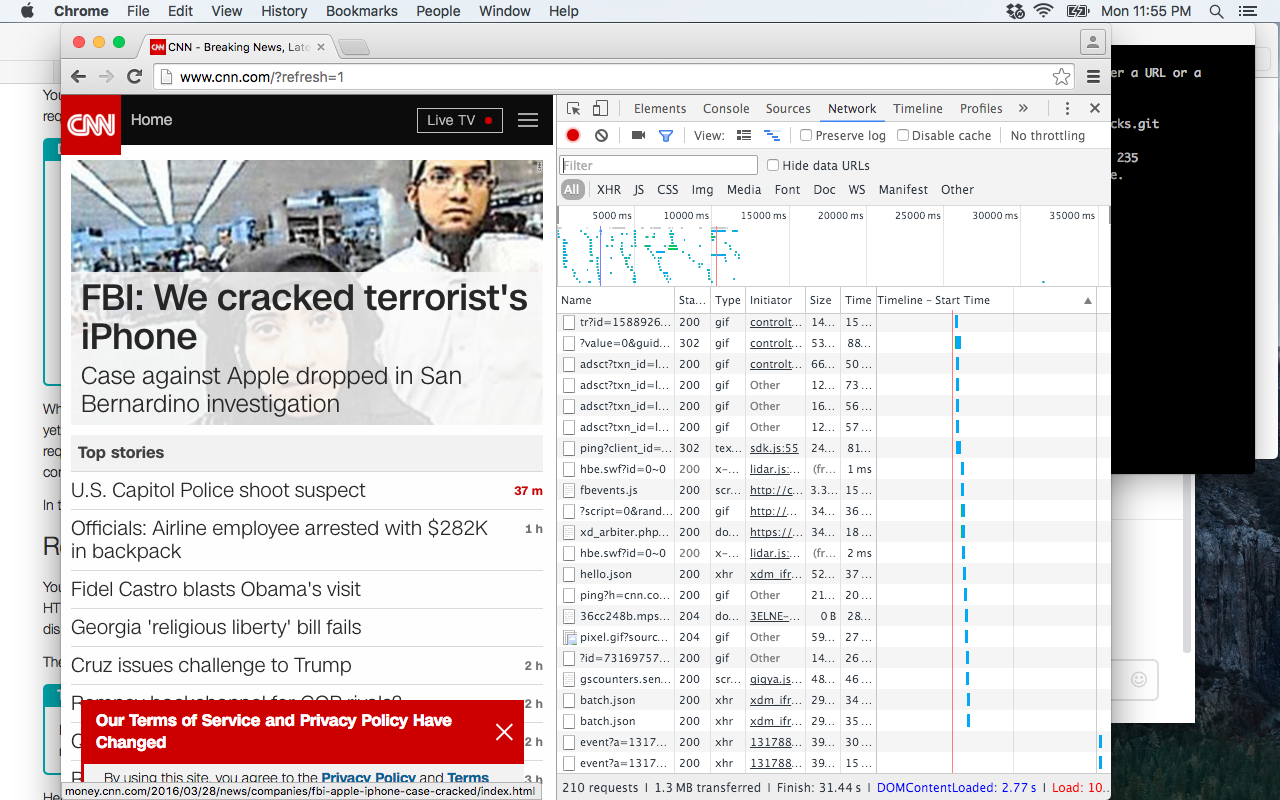 Chrome File Edit View History Bookmarks People Window Help Mon 11:55 PM
CNN CNN - Breaking News, Late
www.cnn.com/?refresh=1
CNN Home Live TV
FBI: We cracked terrorist's
iPhone
Case against Apple dropped in San
Bernardino investigation
Top stories
U.S. Capitol Police shoot suspect 37 m
Officials: Airline employee arrested with $282K 1 h
in backpack
Fidel Castro blasts Obama's visit
Georgia 'religious liberty' bill fails
Cruz issues challenge to Trump 2 h
2 h
2 h
3 h
Our Terms of Service and Privacy Policy Have
Changed
By using this site, you agree to the Privacy Policy and Terms
money.cnn.com/2016/03/28/news/companies/fbi-apple-iphone-case-cracked/index.html
Elements Console Sources Network Timeline Profiles »
View: Preserve log Disable cache No throttling
Filter Hide data URLs
All XHR JS CSS Img Media Font Doc WS Manifest Other
5000 ms 10000 ms 15000 ms 20000 ms 25000 ms 30000 ms 35000 ms
Name Sta... Type Initiator Size Time Timeline – Start Time
tr?id=1588926... 200 gif controlt... 14... 15 ...
?value=0&guid... 302 gif controlt... 53... 88...
adsct?txn_id=l... 200 gif controlt... 66... 50 ...
adsct?txn_id=l... 200 gif Other 12... 73 ...
adsct?txn_id=l... 200 gif Other 16... 56 ...
adsct?txn_id=l... 200 gif Other 12... 57 ...
ping?client_id=... 302 tex... sdk.js:55 24... 81...
hbe.swf?id=0~0 200 x-... lidar.js:... (fr... 1 ms
fbevents.js 200 scr... http://c... 3.3... 15 ...
?script=0&rand... 200 gif http://... 34... 36 ...
xd_arbiter.php... 200 do... https://... 34... 18 ...
hbe.swf?id=0~0 200 x-... lidar.js:... (fr... 2 ms
hello.json 200 xhr xdm_ifr... 52... 37 ...
ping?h=cnn.co... 200 gif Other 21... 20 ...
36cc248b.mps... 204 do... 3ELNE-... 0 B 28...
pixel.gif?sourc... 204 gif Other 59... 27 ...
?id=73169757... 200 gif Other 14... 26 ...
gscounters.sen... 200 scr... gigya.js... 48... 46 ...
batch.json 200 xhr xdm_ifr... 29... 34 ...
batch.json 200 xhr xdm_ifr... 29... 35 ...
event?a=1317... 200 xhr 131788... 39... 30 ...
event?a=1317... 200 xhr 131788... 39... 15 ...
210 requests | 1.3 MB transferred | Finish: 31.44 s | DOMContentLoaded: 2.77 s | Load: 10...
er a URL or a
cks.git
235
e.